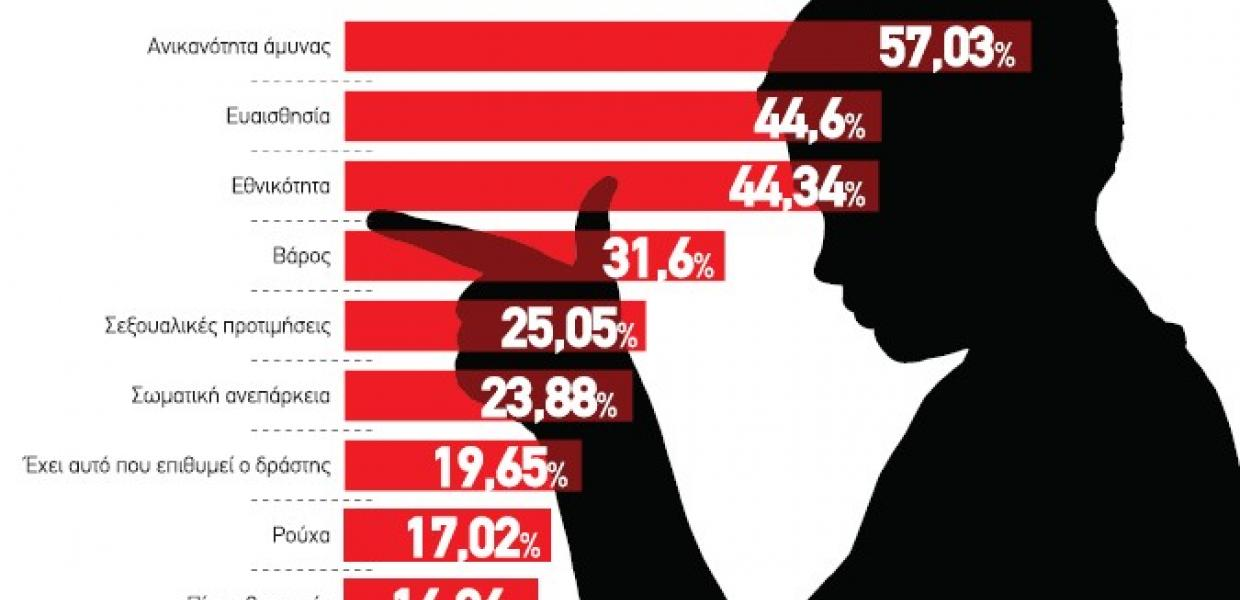 Ανικανότητα άμυνας 57,03%
Ευαισθησία 44,6%
Εθνικότητα 44,34%
Βάρος 31,6%
Σεξουαλικές προτιμήσεις 25,05%
Σωματική ανεπάρκεια 23,88%
Έχει αυτό που επιθυμεί ο δράστης 19,65%
Ρούχα 17,02%